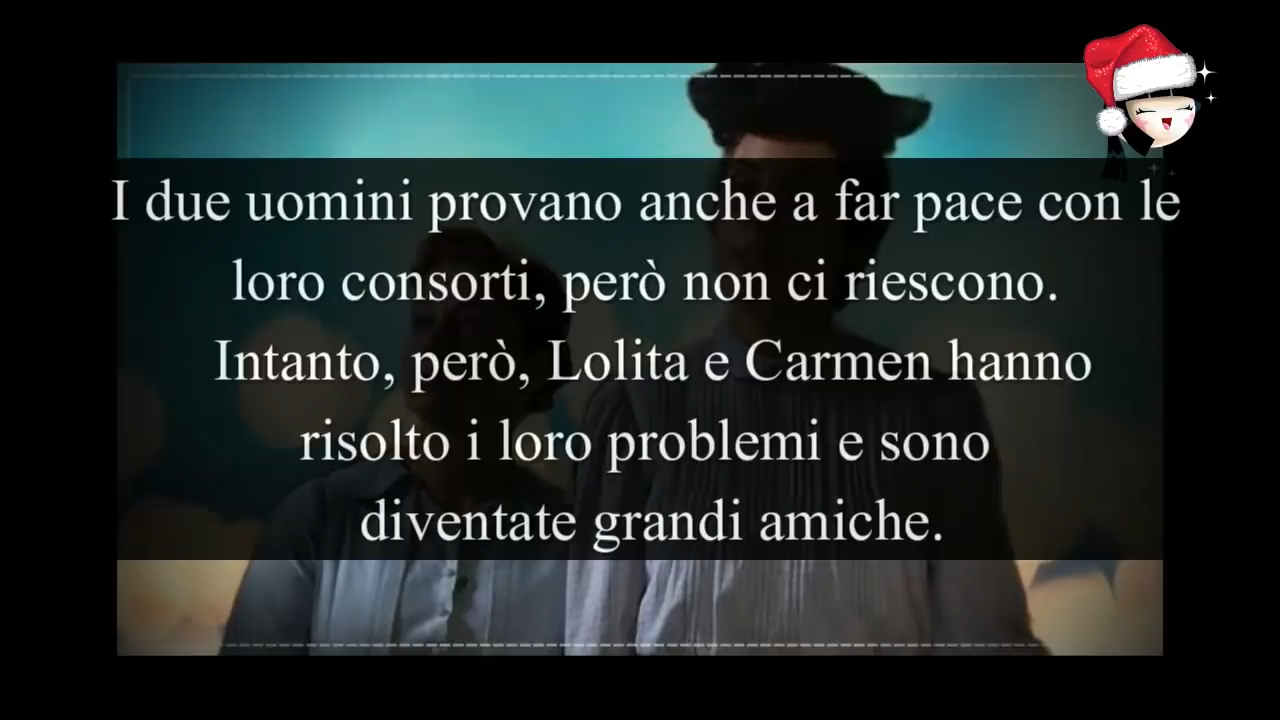 I due uomini provano anche a far pace con le
loro consorti, però non ci riescono.
Intanto, però, Lolita e Carmen hanno
risolto i loro problemi e sono
diventate grandi amiche.